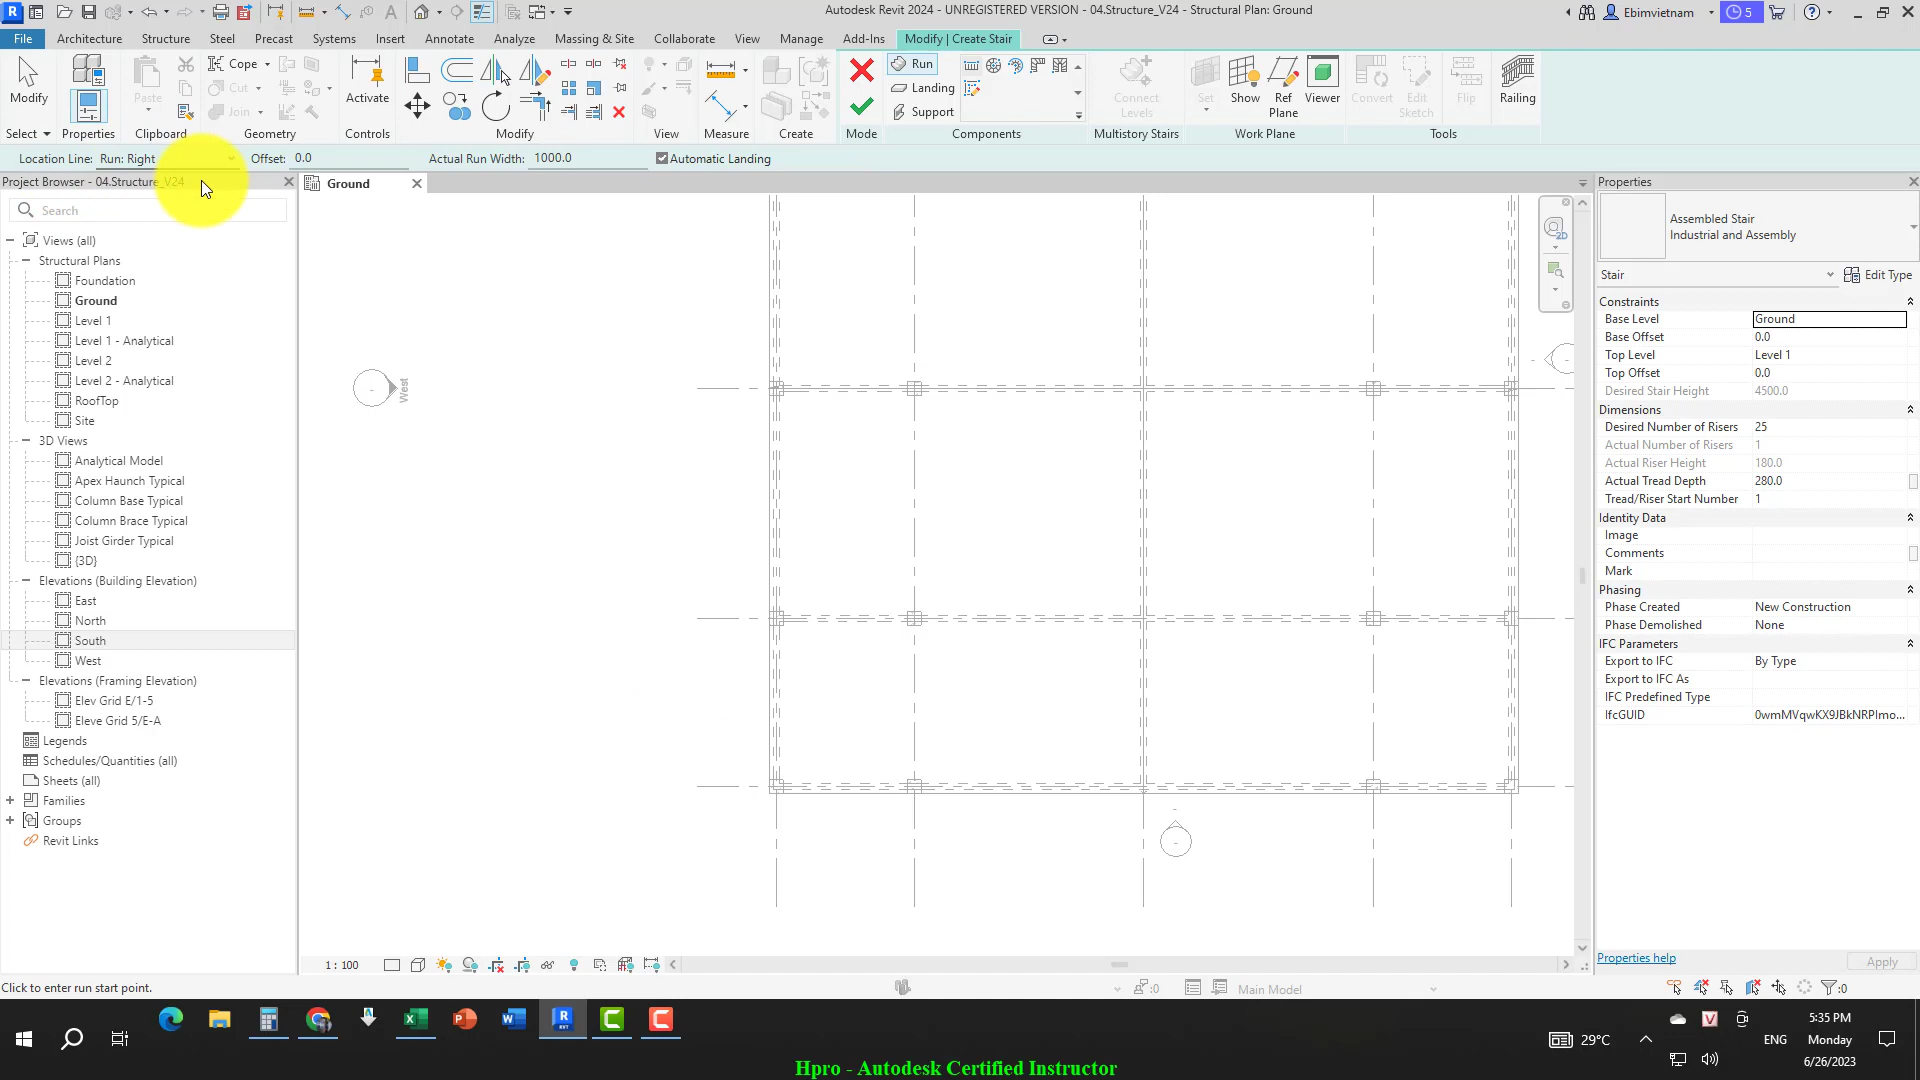 Autodesk Revit 2024 - UNREGISTERED VERSION - 04.Structure_V24 - Structural Plan: Ground
Ebimvietnam
5
File Architecture Structure Steel Precast Systems Insert Annotate Analyze Massing & Site Collaborate View Manage Add-Ins Modify | Create Stair
Modify
Paste
Cope
Cut
Join
Activate
Run
Landing
Support
Connect Levels
Set
Show
Ref Plane
Viewer
Convert
Edit Sketch
Flip
Railing
Select Properties Clipboard Geometry Controls Modify View Measure Create Mode Components Multistory Stairs Work Plane Tools
Location Line: Run: Right Offset: 0.0 Actual Run Width: 1000.0 Automatic Landing
Project Browser - 04.Structure_V24
Search
Views (all)
Structural Plans
Foundation
Ground
Level 1
Level 1 - Analytical
Level 2
Level 2 - Analytical
RoofTop
Site
3D Views
Analytical Model
Apex Haunch Typical
Column Base Typical
Column Brace Typical
Joist Girder Typical
{3D}
Elevations (Building Elevation)
East
North
South
West
Elevations (Framing Elevation)
Elev Grid E/1-5
Eleve Grid 5/E-A
Legends
Schedules/Quantities (all)
Sheets (all)
Families
Groups
Revit Links
Ground
West
2D
1 : 100
Properties
Assembled Stair
Industrial and Assembly
Stair Edit Type
Constraints
Base Level Ground
Base Offset 0.0
Top Level Level 1
Top Offset 0.0
Desired Stair Height 4500.0
Dimensions
Desired Number of Risers 25
Actual Number of Risers 1
Actual Riser Height 180.0
Actual Tread Depth 280.0
Tread/Riser Start Number 1
Identity Data
Image
Comments
Mark
Phasing
Phase Created New Construction
Phase Demolished None
IFC Parameters
Export to IFC By Type
Export to IFC As
IFC Predefined Type
IfcGUID 0wmMVqwKX9JBkNRPlmo...
Properties help Apply
Click to enter run start point.
:0
Main Model
:0
29°C
ENG
5:35 PM
Monday
6/26/2023
Hpro - Autodesk Certified Instructor